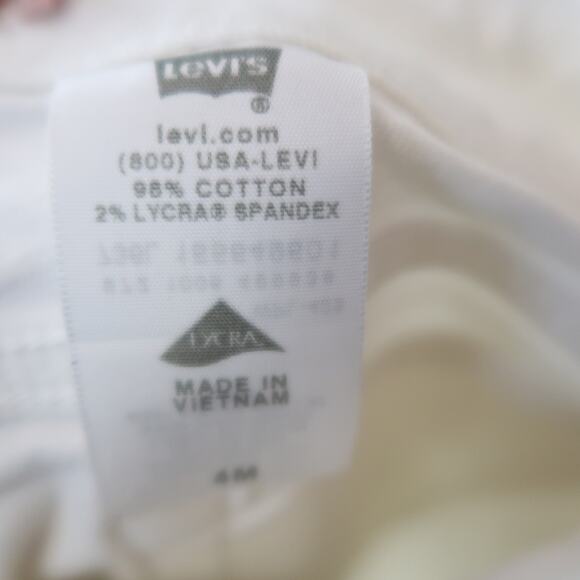 LEVI'S
®
levi.com
(800) USA-LEVI
98% COTTON
2% LYCRA® SPANDEX
LYCRA
MADE IN
VIETNAM
4M